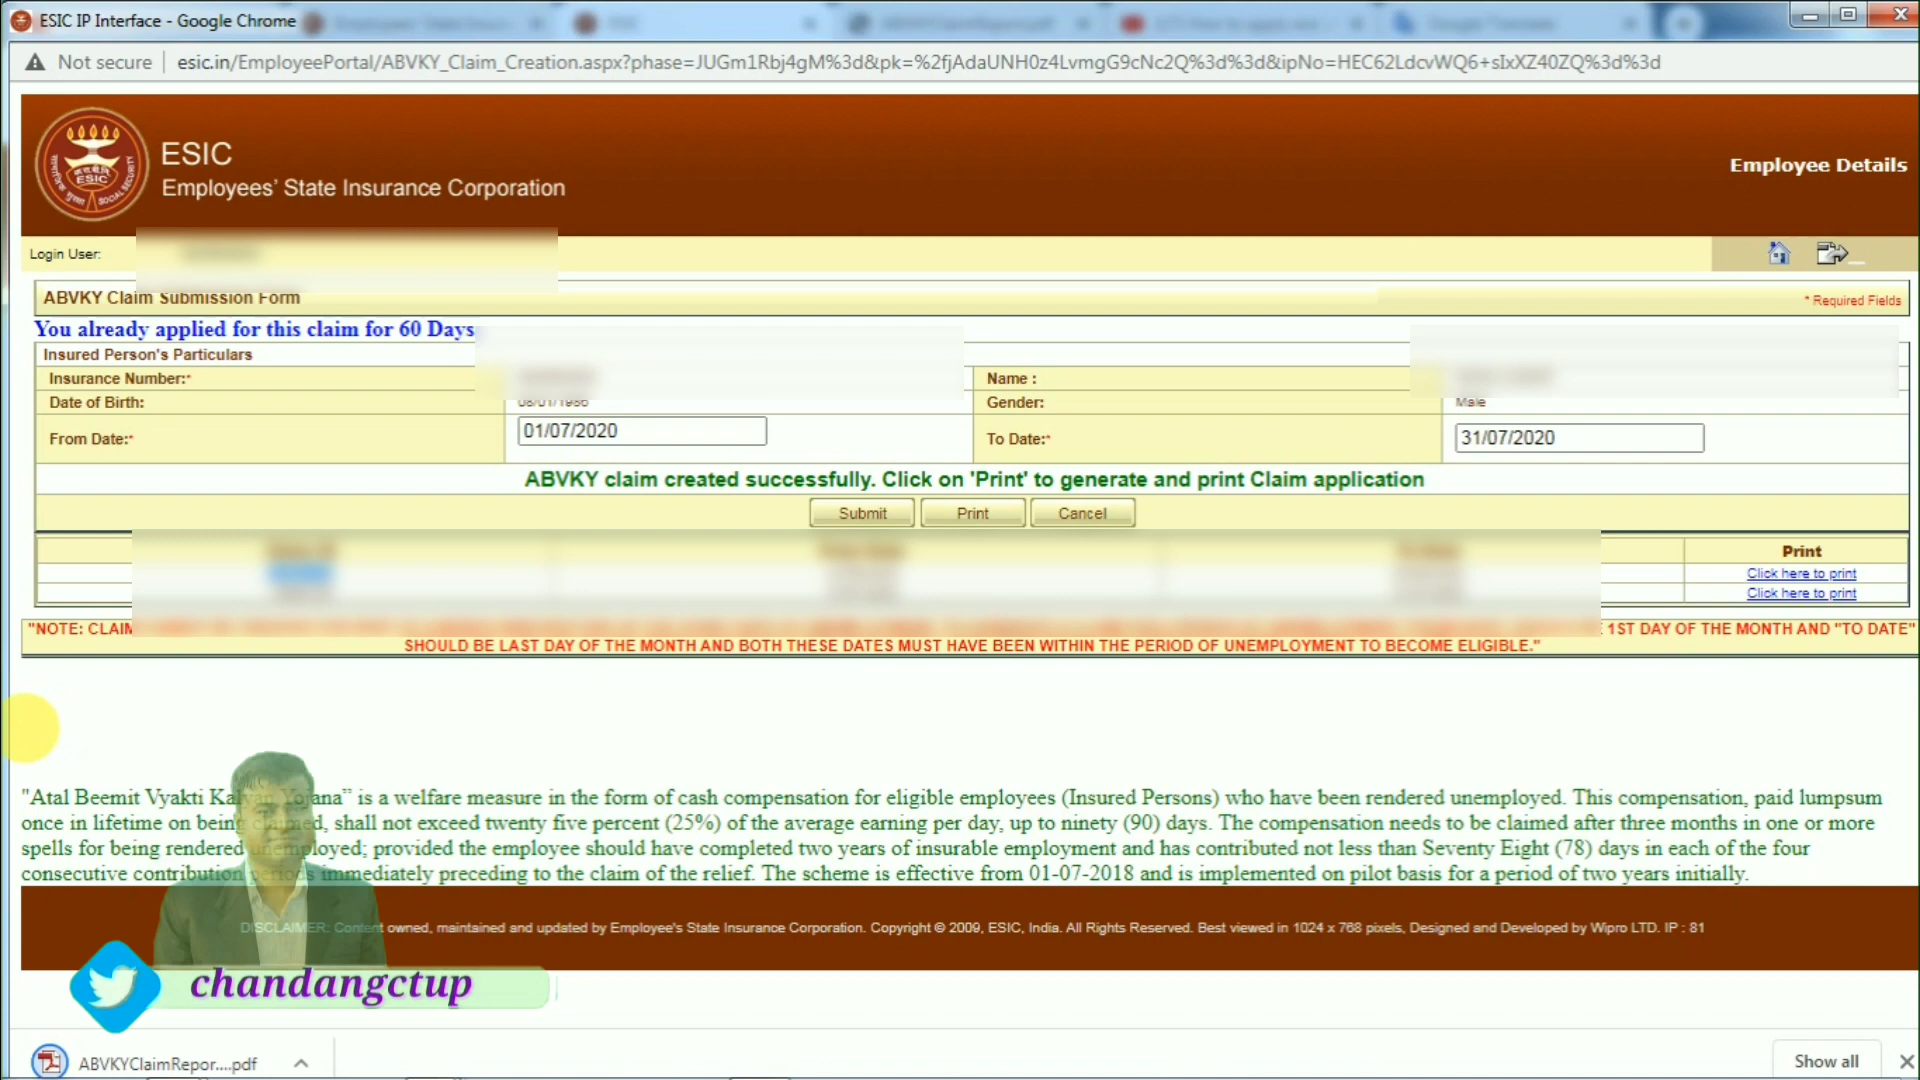 ESIC IP Interface - Google Chrome
Not secure esic.in/EmployeePortal/ABVKY_Claim_Creation.aspx?phase=JUGm1Rbj4gM%3d&pk=%2fjAdaUNH0z4LvmgG9cNc2Q%3d%3d&ipNo=HEC62LdcvWQ6+sIxXZ40ZQ%3d%3d
ESIC
Employees' State Insurance Corporation
Employee Details
Login User:
ABVKY Claim Submission Form
* Required Fields
You already applied for this claim for 60 Days
Insured Person's Particulars
Insurance Number:* Name :
Date of Birth: 08/01/1986 Gender: Male
From Date:* 01/07/2020 To Date:* 31/07/2020
ABVKY claim created successfully. Click on 'Print' to generate and print Claim application
Submit Print Cancel
Print
Click here to print
Click here to print
"NOTE: CLAIM 1ST DAY OF THE MONTH AND "TO DATE"
SHOULD BE LAST DAY OF THE MONTH AND BOTH THESE DATES MUST HAVE BEEN WITHIN THE PERIOD OF UNEMPLOYMENT TO BECOME ELIGIBLE."
"Atal Beemit Vyakti Kalyan Yojana" is a welfare measure in the form of cash compensation for eligible employees (Insured Persons) who have been rendered unemployed. This compensation, paid lumpsum
once in lifetime on being claimed, shall not exceed twenty five percent (25%) of the average earning per day, up to ninety (90) days. The compensation needs to be claimed after three months in one or more
spells for being rendered unemployed; provided the employee should have completed two years of insurable employment and has contributed not less than Seventy Eight (78) days in each of the four
consecutive contribution periods immediately preceding to the claim of the relief. The scheme is effective from 01-07-2018 and is implemented on pilot basis for a period of two years initially.
DISCLAIMER: Content owned, maintained and updated by Employee's State Insurance Corporation. Copyright © 2009, ESIC, India. All Rights Reserved. Best viewed in 1024 x 768 pixels, Designed and Developed by Wipro LTD. IP : 81
chandangctup
ABVKYClaimRepor....pdf
Show all